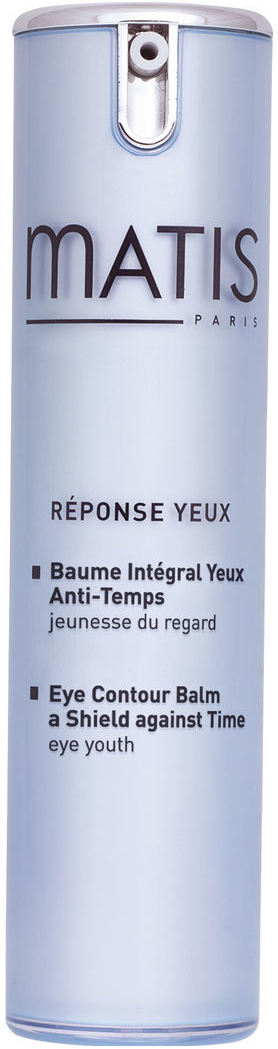 MATIS
PARIS
RÉPONSE YEUX
Baume Intégral Yeux
Anti-Temps
jeunesse du regard
Eye Contour Balm
a Shield against Time
eye youth